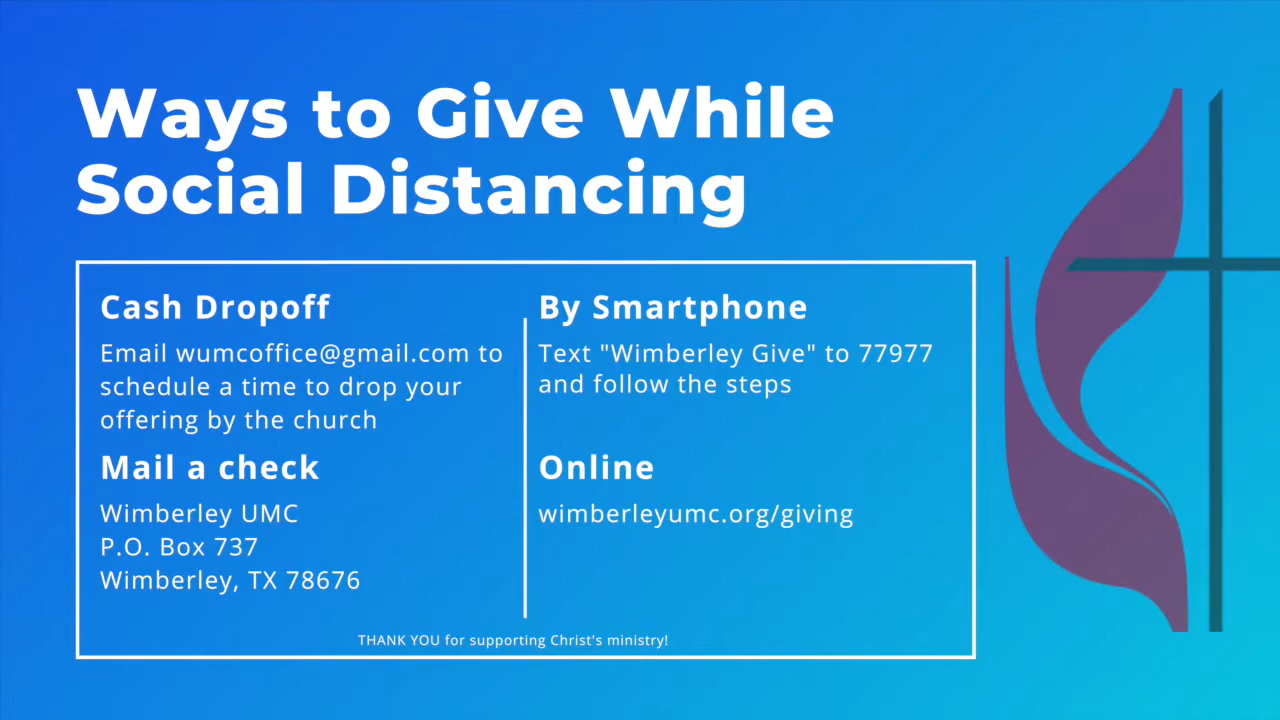 Ways to Give While
Social Distancing
Cash Dropoff
Email wumcoffice@gmail.com to
schedule a time to drop your
offering by the church
Mail a check
Wimberley UMC
P.O. Box 737
Wimberley, TX 78676
By Smartphone
Text "Wimberley Give" to 77977
and follow the steps
Online
wimberleyumc.org/giving
THANK YOU for supporting Christ's ministry!